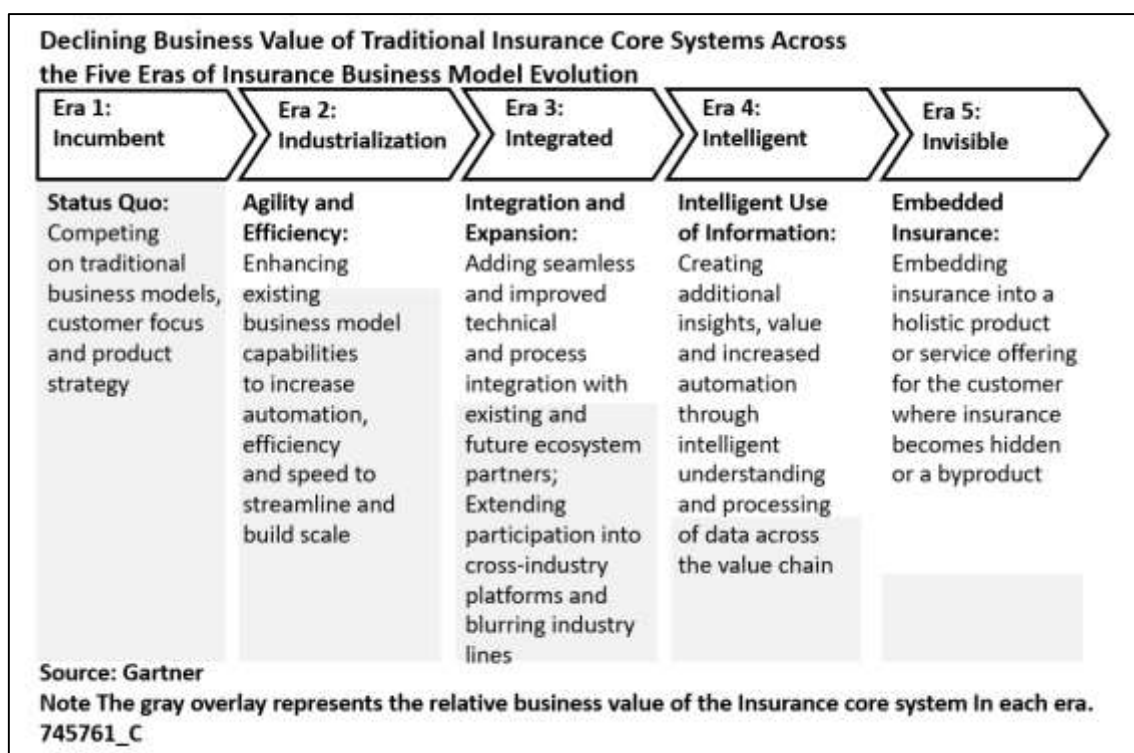 Declining Business Value of Traditional Insurance Core Systems Across
the Five Eras of Insurance Business Model Evolution
Era 1:
Incumbent
Era 2:
Industrialization
Era 3:
Integrated
Era 4:
Intelligent
Era 5:
Invisible
Status Quo:
Competing
on traditional
business models,
customer focus
and product
strategy
Agility and
Efficiency:
Enhancing
existing
business model
capabilities
to increase
automation,
efficiency
and speed to
streamline and
build scale
Integration and
Expansion:
Adding seamless
and improved
technical
and process
integration with
existing and
future ecosystem
partners;
Extending
participation into
cross-industry
platforms and
blurring industry
lines
Intelligent Use
of Information:
Creating
additional
insights, value
and increased
automation
through
intelligent
understanding
and processing
of data across
the value chain
Embedded
Insurance:
Embedding
insurance into a
holistic product
or service offering
for the customer
where insurance
becomes hidden
or a byproduct
Source: Gartner
Note The gray overlay represents the relative business value of the Insurance core system In each era.
745761_C